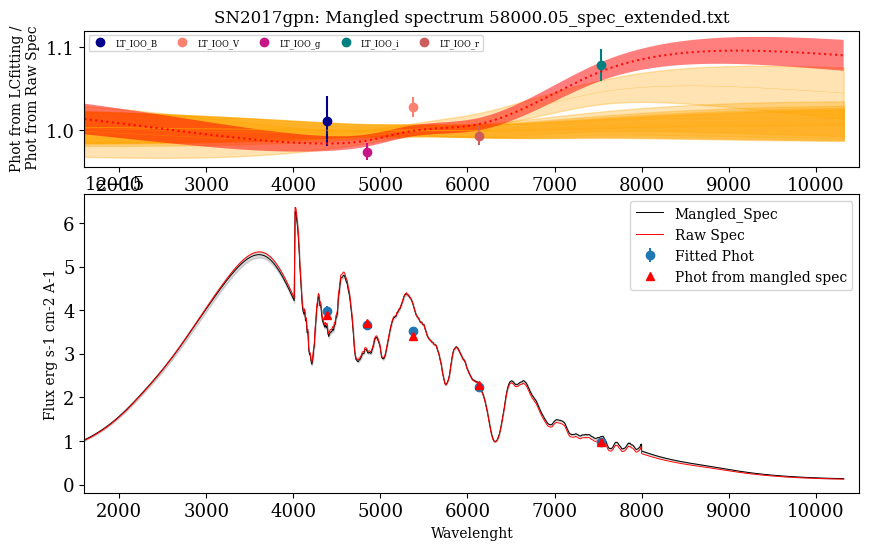 SN2017gpn: Mangled spectrum 58000.05_spec_extended.txt
Phot from LCfitting /
Phot from Raw Spec
1.1
1.0
LT_IOO_B LT_IOO_V LT_IOO_g LT_IOO_i LT_IOO_r
2000 3000 4000 5000 6000 7000 8000 9000 10000
1e−15
Flux erg s-1 cm-2 A-1
6
5
4
3
2
1
0
Mangled_Spec
Raw Spec
Fitted Phot
Phot from mangled spec
2000 3000 4000 5000 6000 7000 8000 9000 10000
Wavelenght